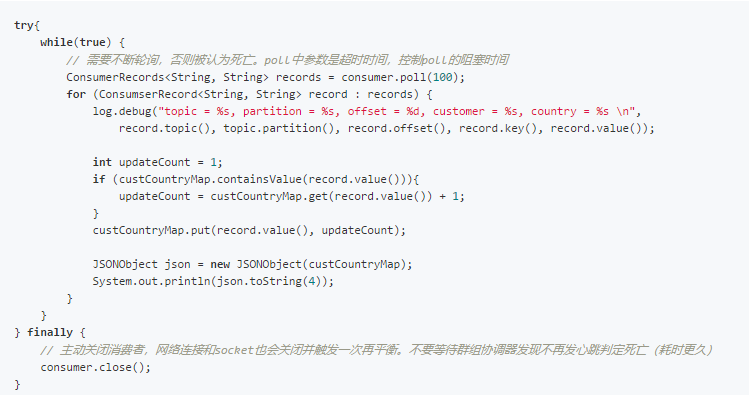 try{
    while(true) {
        // 需要不断轮询，否则被认为死亡。poll中参数是超时时间，控制poll的阻塞时间
        ConsumerRecords<String, String> records = consumer.poll(100);
        for (ConsumserRecord<String, String> record : records) {
            log.debug("topic = %s, partition = %s, offset = %d, customer = %s, country = %s \n",
                record.topic(), topic.partition(), record.offset(), record.key(), record.value());
            int updateCount = 1;
            if (custCountryMap.containsValue(record.value())){
                updateCount = custCountryMap.get(record.value()) + 1;
            }
            custCountryMap.put(record.value(), updateCount);
            JSONObject json = new JSONObject(custCountryMap);
            System.out.println(json.toString(4));
        }
    }
} finally {
    // 主动关闭消费者，网络连接和socket也会关闭并触发一次再平衡。不要等待群组协调器发现不再发心跳判定死亡（耗时更久）
    consumer.close();
}